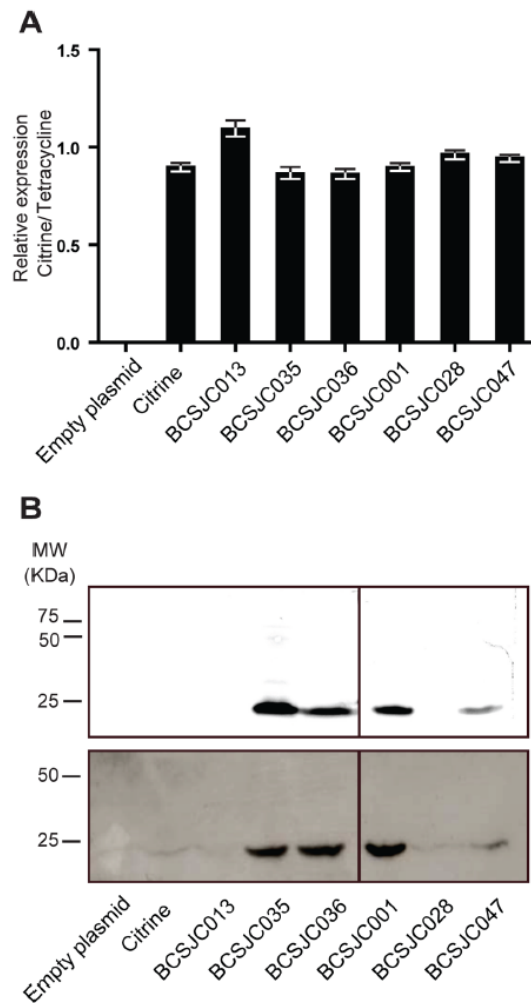 A
Relative expression
Citrine/Tetracycline
1.5
1.0
0.5
0.0
Empty plasmid
Citrine
BCSJC013
BCSJC035
BCSJC036
BCSJC001
BCSJC028
BCSJC047
B
MW
(KDa)
75
50
25
50
25
Empty plasmid
Citrine
BCSJC013
BCSJC035
BCSJC036
BCSJC001
BCSJC028
BCSJC047